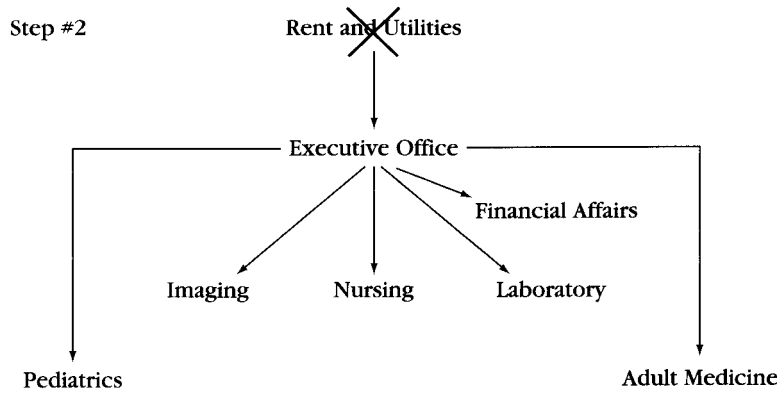 Step #2
Rent and Utilities
Executive Office
Financial Affairs
Imaging
Nursing
Laboratory
Pediatrics
Adult Medicine